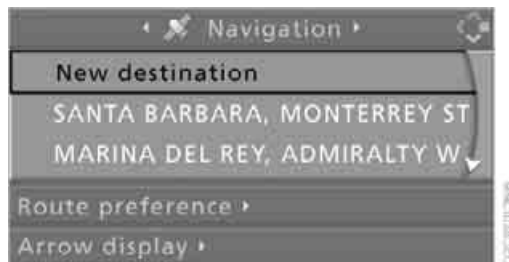 Navigation
New destination
SANTA BARBARA, MONTERREY ST
MARINA DEL REY, ADMIRALTY W
Route preference
Arrow display